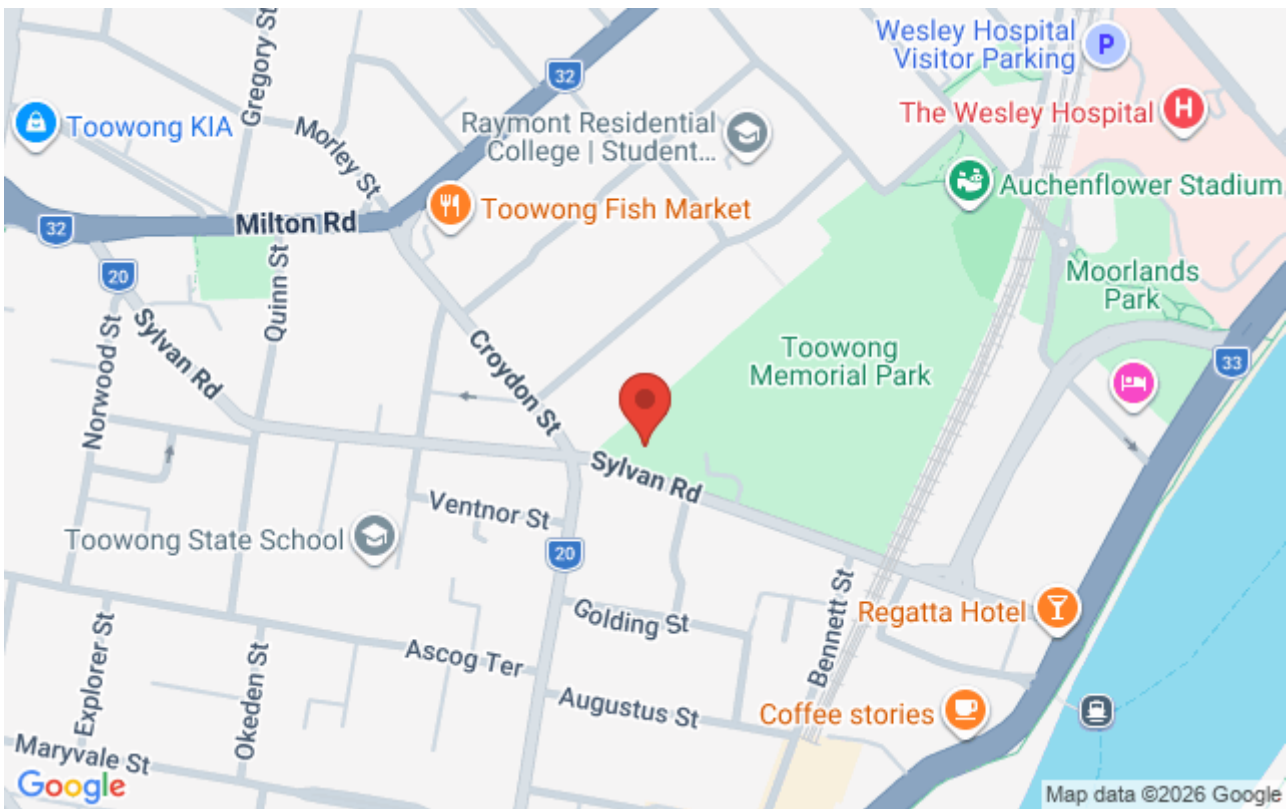 Wesley Hospital
Visitor Parking
P
Gregory St
32
The Wesley Hospital
H
Toowong KIA
Morley St
Raymont Residential
College | Student...
Auchenflower Stadium
Toowong Fish Market
Milton Rd
32
20
Quinn St
Moorlands
Park
Norwood St
Sylvan Rd
Croydon St
Toowong
Memorial Park
33
Sylvan Rd
Ventnor St
Toowong State School
20
Bennett St
Regatta Hotel
Golding St
Explorer St
Okeden St
Ascog Ter
Augustus St
Coffee stories
Maryvale St
Google
Map data ©2026 Google